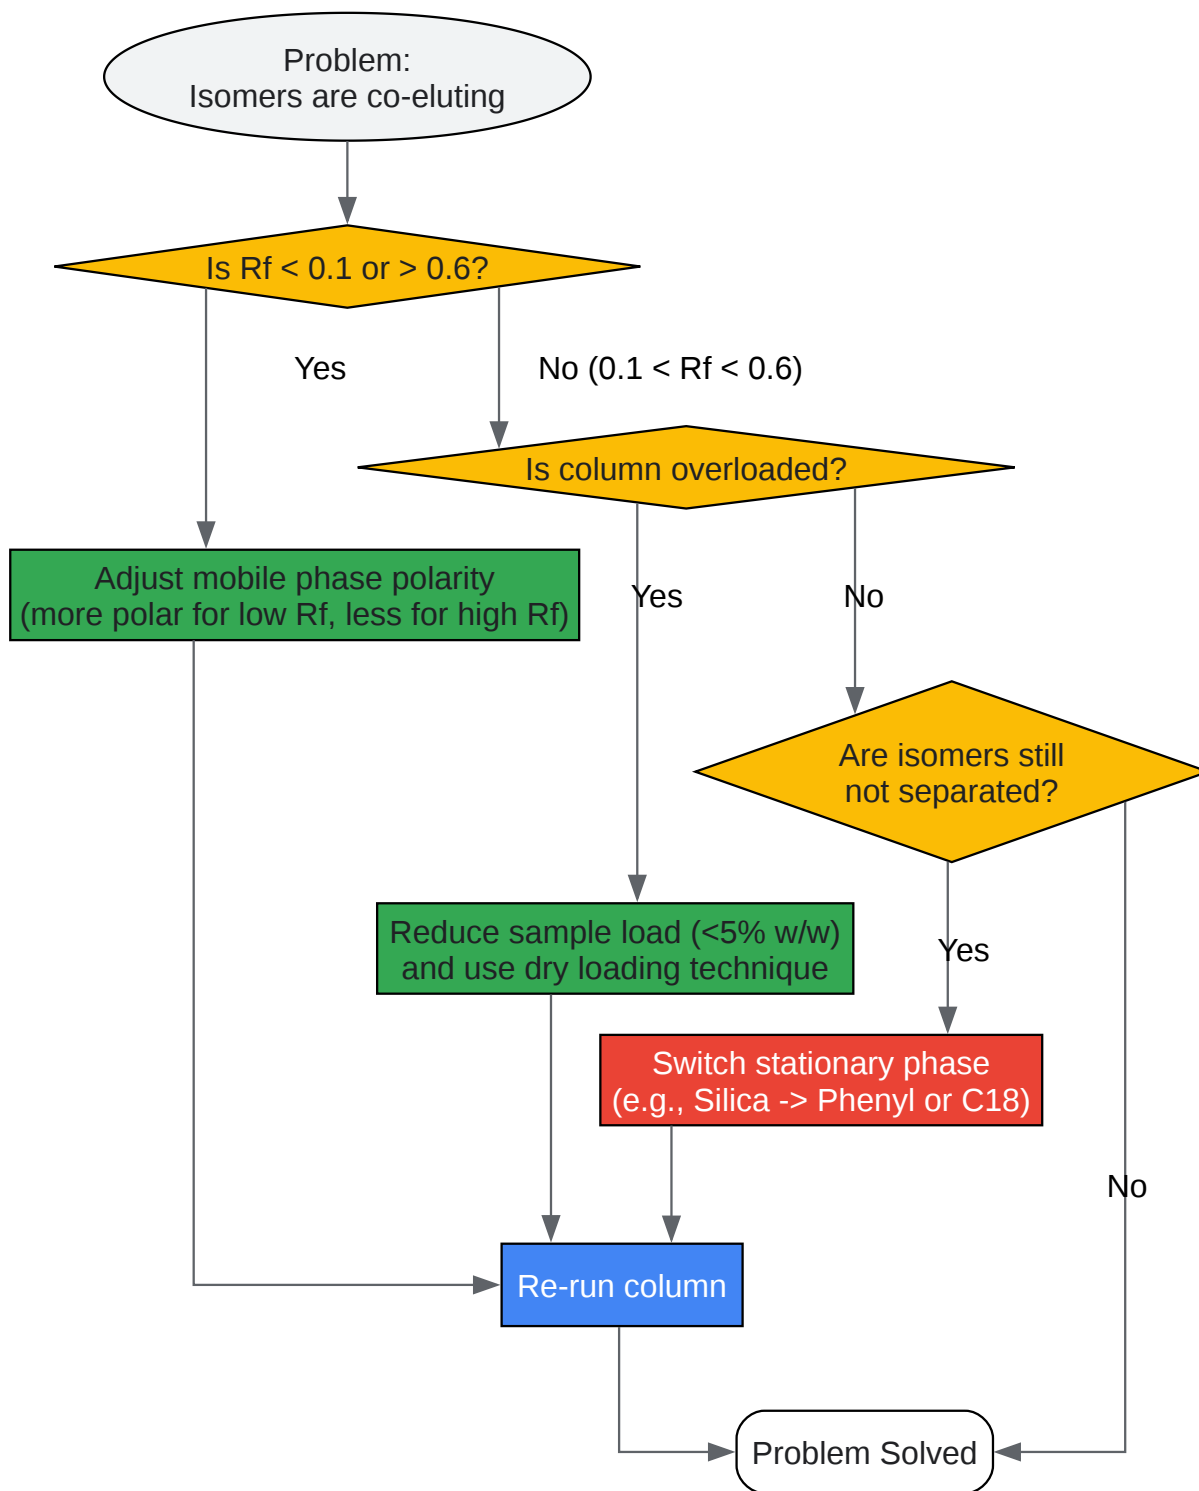 Problem:
Isomers are co-eluting
Is Rf < 0.1 or > 0.6?
Yes
No (0.1 < Rf < 0.6)
Is column overloaded?
Adjust mobile phase polarity
(more polar for low Rf, less for high Rf)
Yes
No
Are isomers still
not separated?
Reduce sample load (<5% w/w)
and use dry loading technique
Yes
Switch stationary phase
(e.g., Silica -> Phenyl or C18)
No
Re-run column
Problem Solved